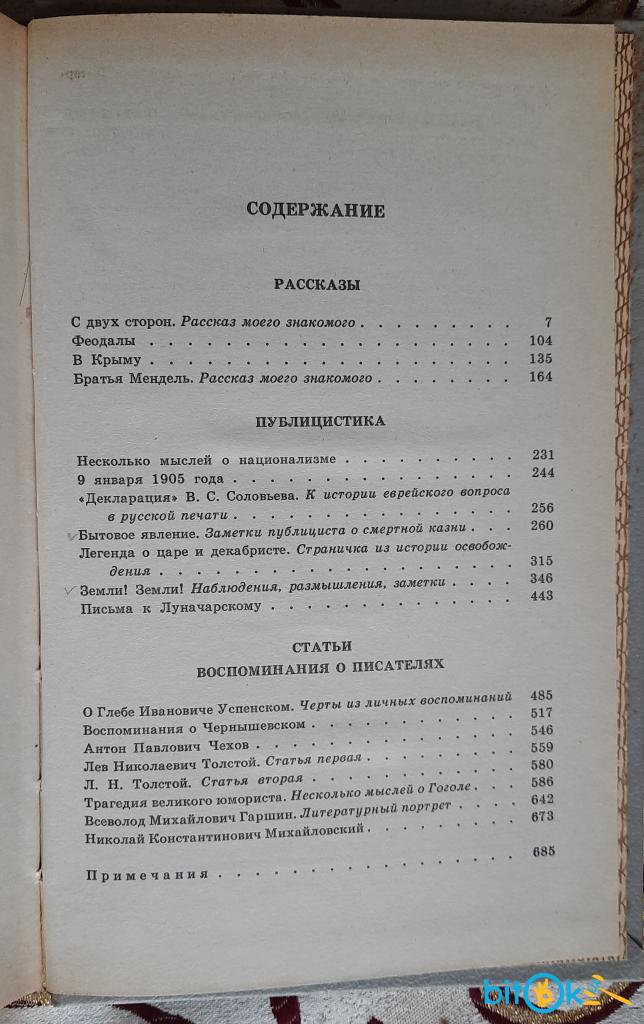 СОДЕРЖАНИЕ
РАССКАЗЫ
С двух сторон. Рассказ моего знакомого . . . . . . . . . 7
Феодалы . . . . . . . . . . . . . . . . . . 104
В Крыму . . . . . . . . . . . . . . . . . . 135
Братья Мендель. Рассказ моего знакомого . . . . . . . . 164
ПУБЛИЦИСТИКА
Несколько мыслей о национализме . . . . . . . . . . 231
9 января 1905 года . . . . . . . . . . . . . . . 244
«Декларация» В. С. Соловьева. К истории еврейского вопроса
в русской печати . . . . . . . . . . . . . . . 256
Бытовое явление. Заметки публициста о смертной казни . . . 260
Легенда о царе и декабристе. Страничка из истории освобож-
дения . . . . . . . . . . . . . . . . . . 315
Земли! Земли! Наблюдения, размышления, заметки . . . . 346
Письма к Луначарскому . . . . . . . . . . . . . 443
СТАТЬИ
ВОСПОМИНАНИЯ О ПИСАТЕЛЯХ
О Глебе Ивановиче Успенском. Черты из личных воспоминаний 485
Воспоминания о Чернышевском . . . . . . . . . . . 517
Антон Павлович Чехов . . . . . . . . . . . . . . 546
Лев Николаевич Толстой. Статья первая . . . . . . . . 559
Л. Н. Толстой. Статья вторая . . . . . . . . . . . 580
Трагедия великого юмориста. Несколько мыслей о Гоголе . . . 586
Всеволод Михайлович Гаршин. Литературный портрет . . . . 642
Николай Константинович Михайловский . . . . . . . . 673
Примечания . . . . . . . . . . . . . . . . 685
bitOk